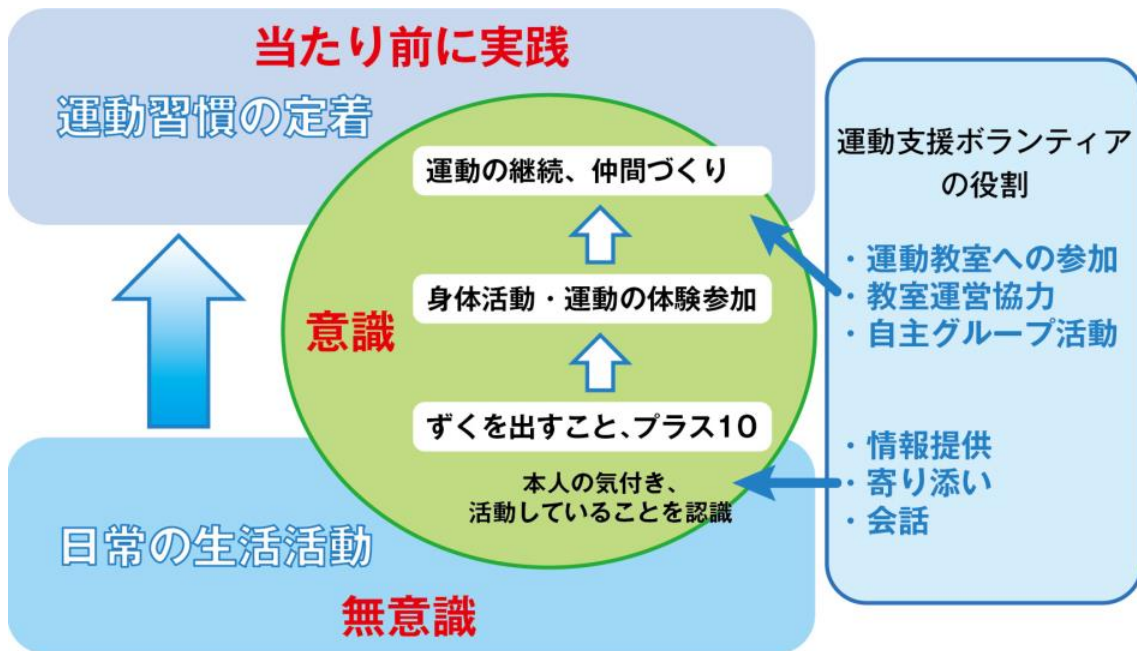 当たり前に実践
運動習慣の定着
運動の継続、仲間づくり
身体活動・運動の体験参加
意識
ずくを出すこと、プラス10
本人の気付き、
活動していることを認識
日常の生活活動
無意識
運動支援ボランティア
の役割
・運動教室への参加
・教室運営協力
・自主グループ活動
・情報提供
・寄り添い
・会話